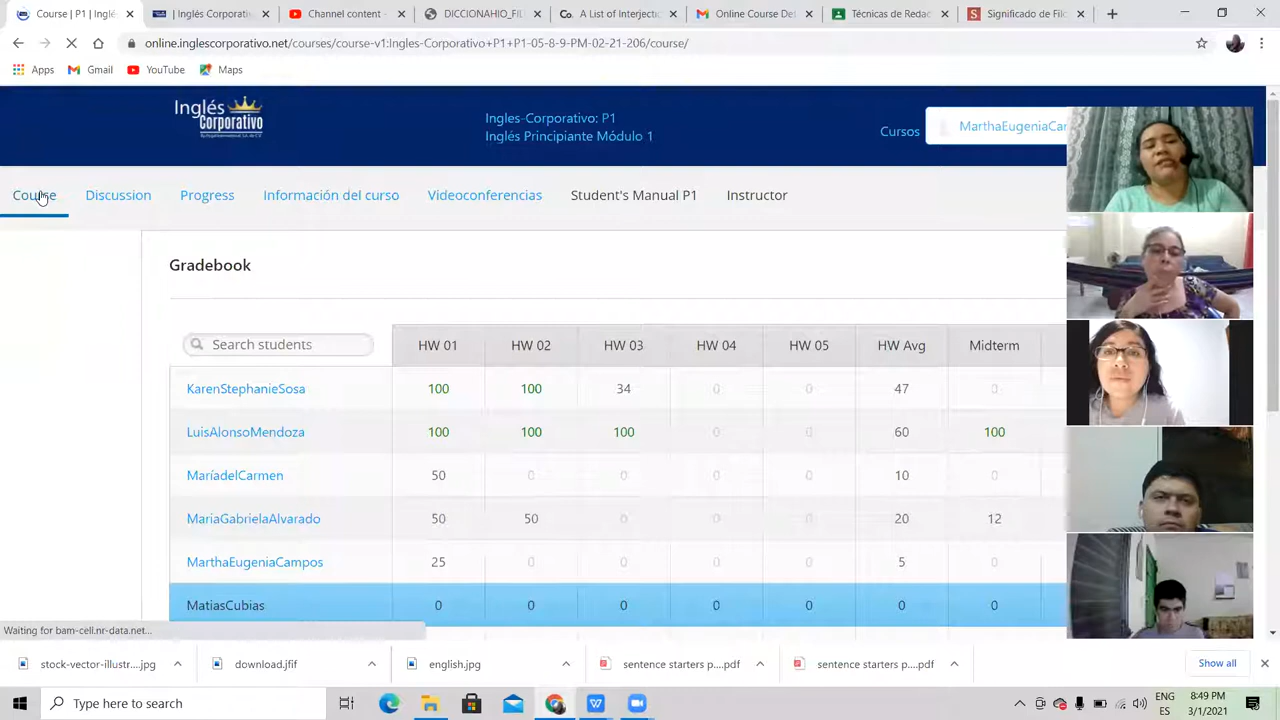 Course | P1 | Inglés
Inglés Corporativo
Channel content -
DICCIONARIO_FIL
Co. A List of Interjectio
Online Course Det
Técnicas de Redac
Significado de Filo
online.inglescorporativo.net/courses/course-v1:Ingles-Corporativo+P1+P1-05-8-9-PM-02-21-206/course/
Apps Gmail YouTube Maps
Inglés
Corporativo
Ingles-Corporativo: P1
Inglés Principiante Módulo 1
Cursos
MarthaEugeniaCar
Course Discussion Progress Información del curso Videoconferencias Student's Manual P1 Instructor
Gradebook
Search students HW 01 HW 02 HW 03 HW 04 HW 05 HW Avg Midterm
KarenStephanieSosa 100 100 34 0 0 47 0
LuisAlonsoMendoza 100 100 100 0 0 60 100
MaríadelCarmen 50 0 0 0 0 10 0
MariaGabrielaAlvarado 50 50 0 0 0 20 12
MarthaEugeniaCampos 25 0 0 0 0 5 0
MatiasCubias 0 0 0 0 0 0 0
Waiting for bam-cell.nr-data.net...
stock-vector-illustr....jpg download.jfif english.jpg sentence starters p....pdf sentence starters p....pdf Show all
Type here to search
ENG
ES
8:49 PM
3/1/2021